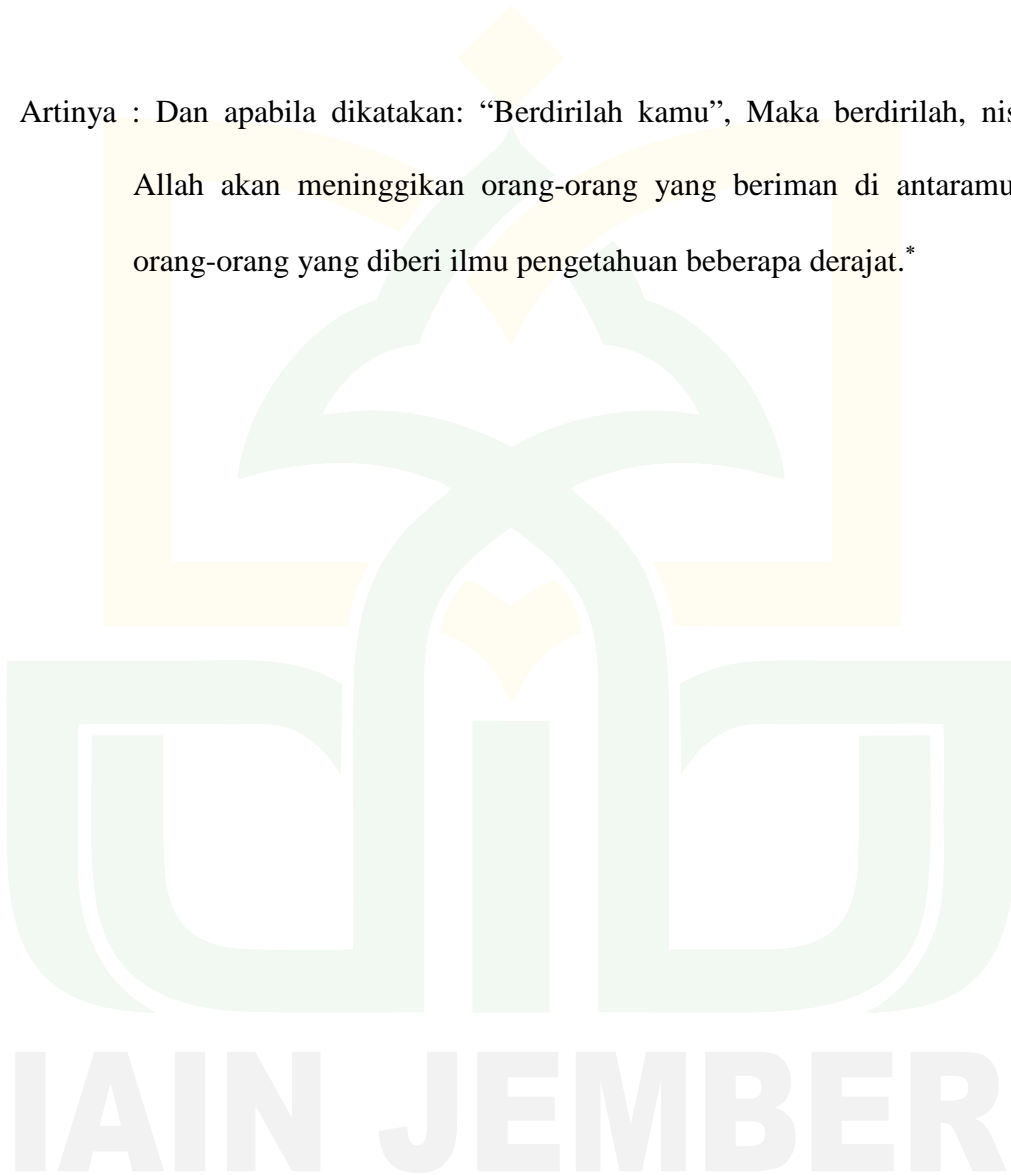 Artinya : Dan apabila dikatakan: “Berdirilah kamu”, Maka berdirilah,
Allah akan meninggikan orang-orang yang beriman di antaramu
orang-orang yang diberi ilmu pengetahuan beberapa derajat.*
IAIN JEMBER